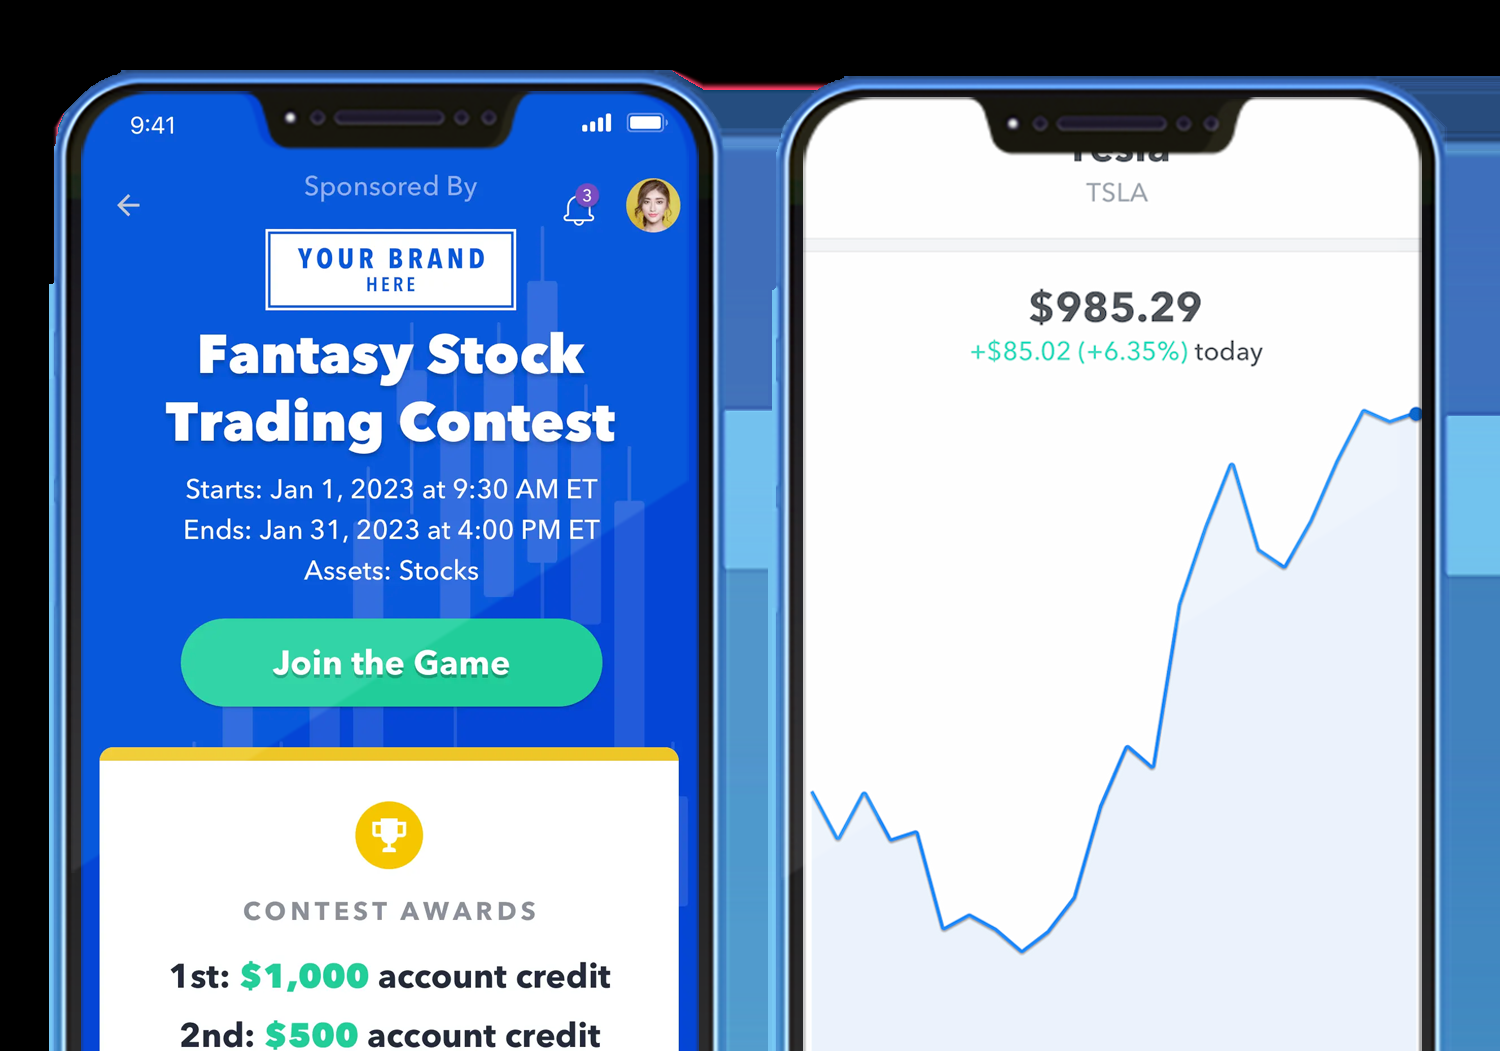 9:41
Sponsored By
3
YOUR BRAND
HERE
Fantasy Stock
Trading Contest
Starts: Jan 1, 2023 at 9:30 AM ET
Ends: Jan 31, 2023 at 4:00 PM ET
Assets: Stocks
Join the Game
CONTEST AWARDS
1st: $1,000 account credit
2nd: $500 account credit
Tesla
TSLA
$985.29
+$85.02 (+6.35%) today